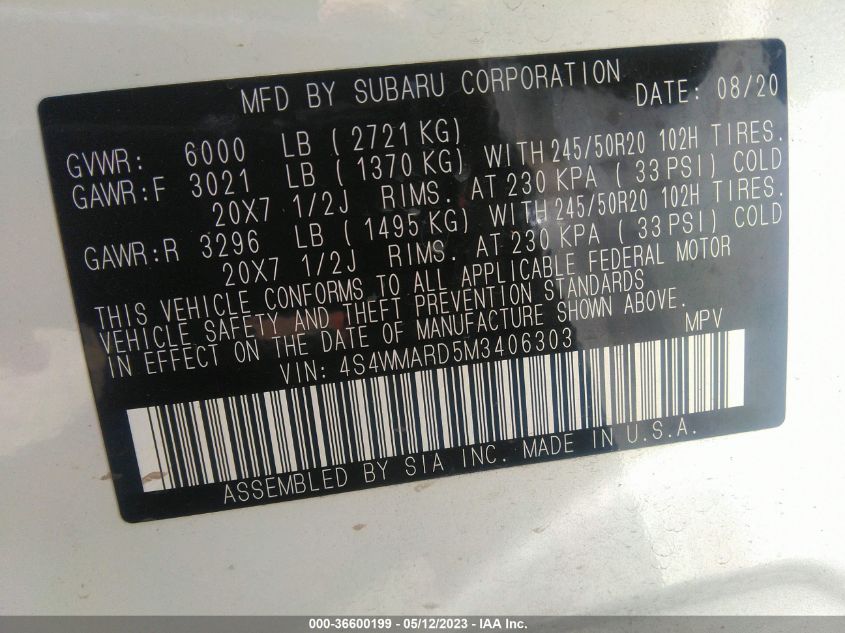 MFD BY SUBARU CORPORATION DATE: 08/20
GVWR: 6000 LB ( 2721 KG)
GAWR:F 3021 LB ( 1370 KG) WITH 245/50R20 102H TIRES.
20X7 1/2J RIMS. AT 230 KPA ( 33 PSI) COLD
GAWR:R 3296 LB ( 1495 KG) WITH 245/50R20 102H TIRES.
20X7 1/2J RIMS. AT 230 KPA ( 33 PSI) COLD
THIS VEHICLE CONFORMS TO ALL APPLICABLE FEDERAL MOTOR
VEHICLE SAFETY AND THEFT PREVENTION STANDARDS
IN EFFECT ON THE DATE OF MANUFACTURE SHOWN ABOVE.
VIN: 4S4WMARD5M3406303 MPV
ASSEMBLED BY SIA INC. MADE IN U.S.A.
000-36600199 - 05/12/2023 - IAA Inc.